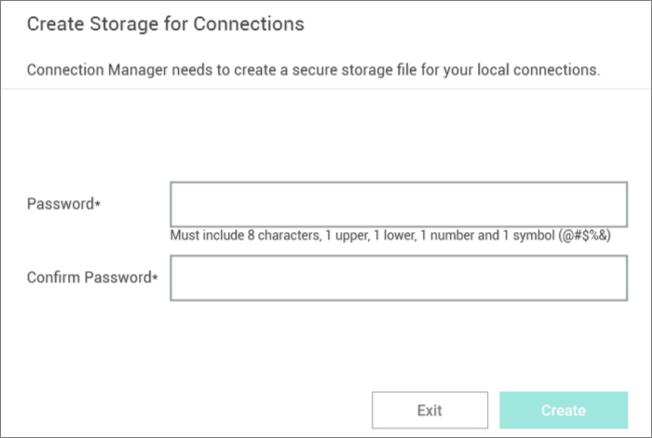 Create Storage for Connections
Connection Manager needs to create a secure storage file for your local connections.
Password*
Must include 8 characters, 1 upper, 1 lower, 1 number and 1 symbol (@#$%&)
Confirm Password*
Exit
Create